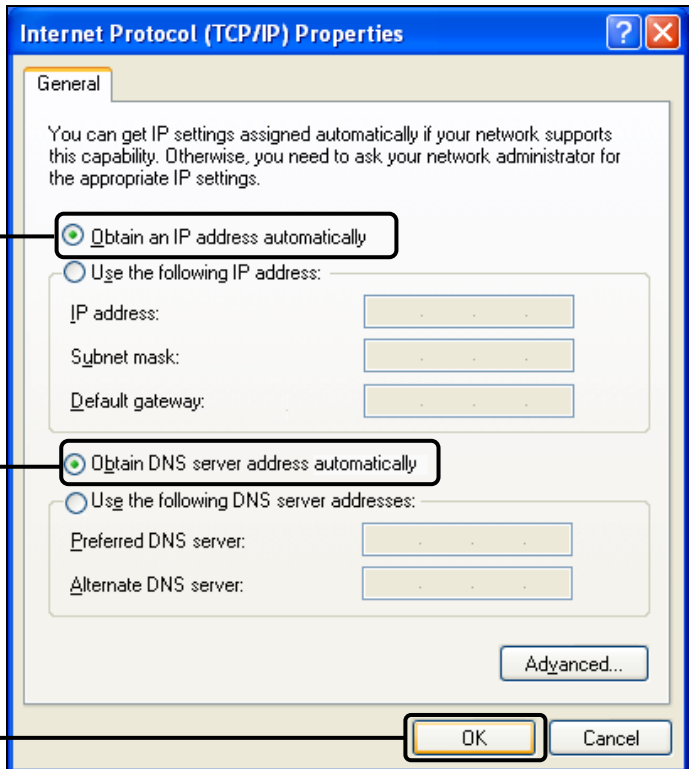 Internet Protocol (TCP/IP) Properties
General
You can get IP settings assigned automatically if your network supports
this capability. Otherwise, you need to ask your network administrator for
the appropriate IP settings.
Obtain an IP address automatically
Use the following IP address:
IP address:
Subnet mask:
Default gateway:
Obtain DNS server address automatically
Use the following DNS server addresses:
Preferred DNS server:
Alternate DNS server:
Advanced...
OK Cancel